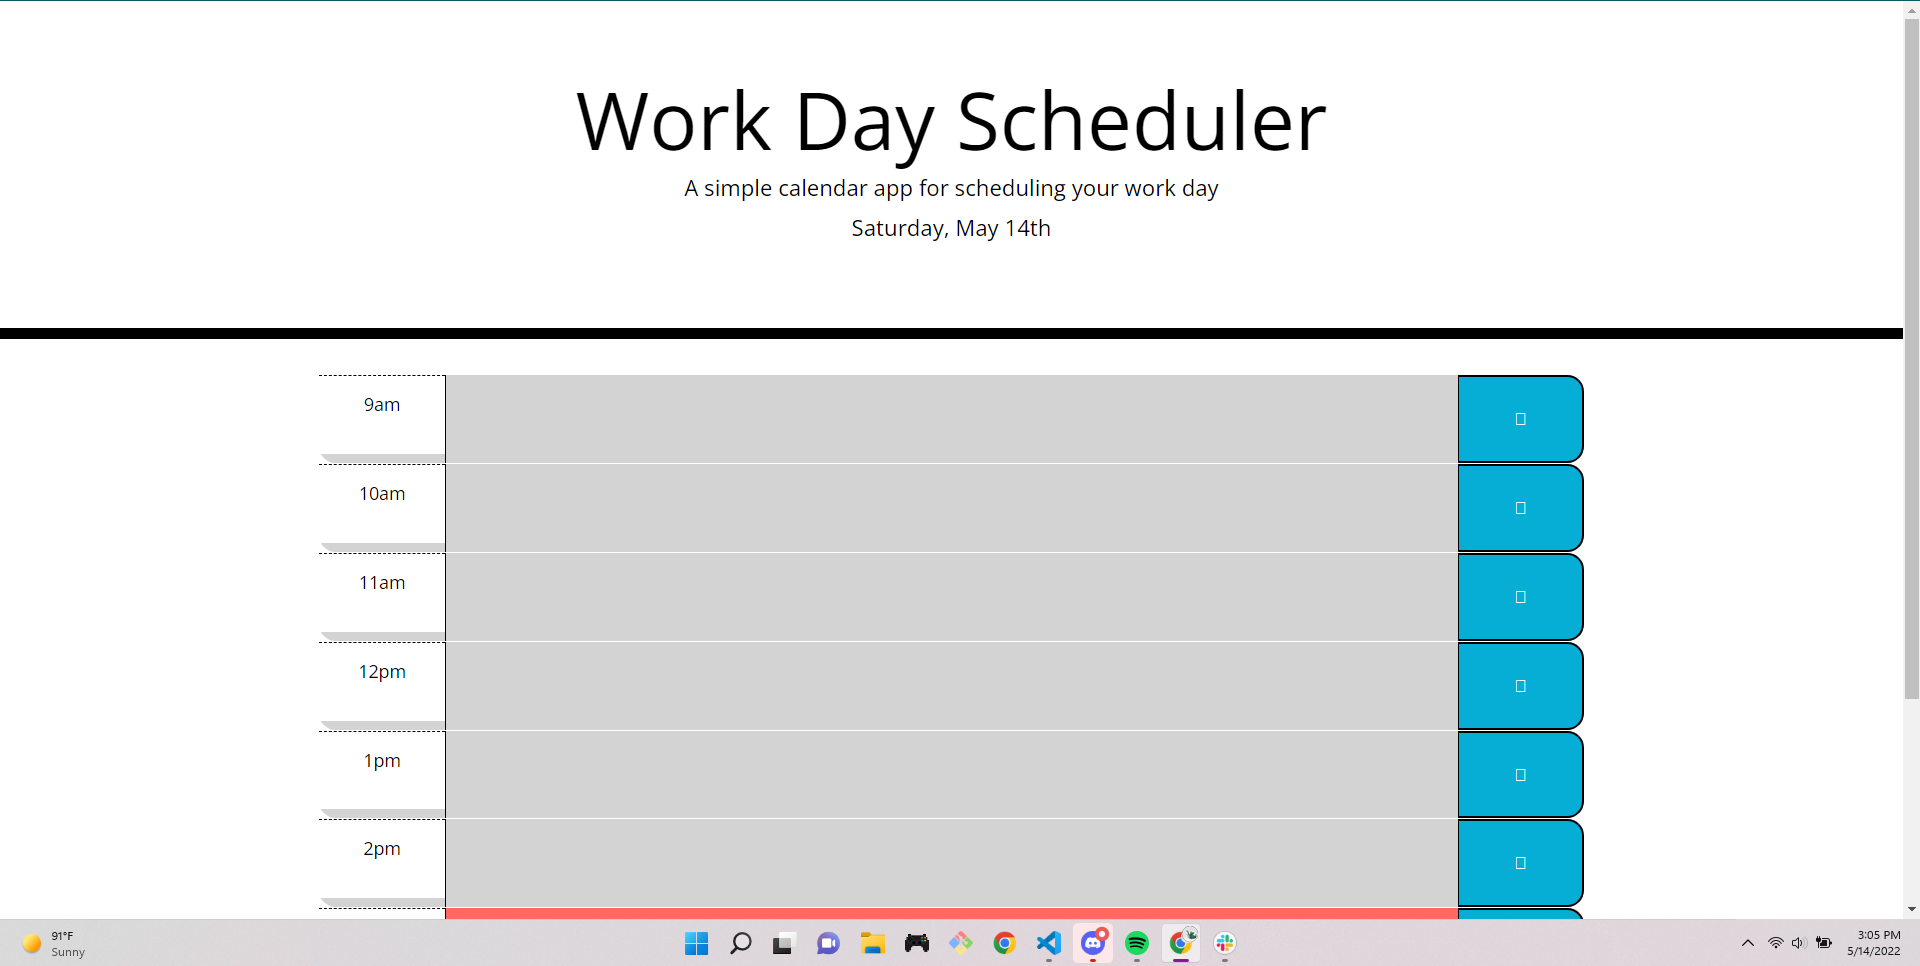 Work Day Scheduler
A simple calendar app for scheduling your work day
Saturday, May 14th
9am
10am
11am
12pm
1pm
2pm
91°F
Sunny
3:05 PM
5/14/2022